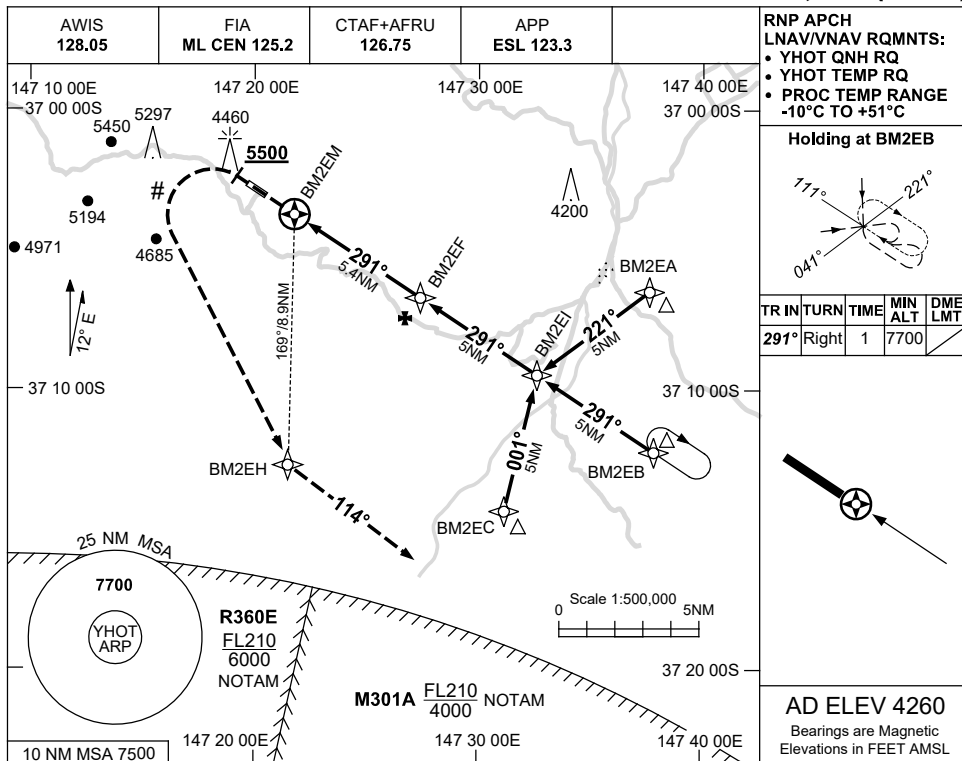 AWIS
128.05
FIA
ML CEN 125.2
CTAF+AFRU
126.75
APP
ESL 123.3
RNP APCH
LNAV/VNAV RQMNTS:
• YHOT QNH RQ
• YHOT TEMP RQ
• PROC TEMP RANGE
-10°C TO +51°C
147 10 00E
147 20 00E
147 30 00E
147 40 00E
37 00 00S
37 00 00S
5450
5297
4460
5500
BM2EM
#
5194
4971
4685
4200
Holding at BM2EB
111°
221°
041°
TR IN
TURN
TIME
MIN ALT
DME LMT
291°
Right
1
7700
12° E
291°
5.4NM
BM2EF
169°/8.9NM
291°
5NM
BM2EI
BM2EA
221°
5NM
37 10 00S
37 10 00S
291°
5NM
BM2EB
001°
5NM
BM2EC
BM2EH
114°
25 NM MSA
7700
YHOT
ARP
R360E
FL210
6000
NOTAM
M301A FL210 NOTAM
4000
Scale 1:500,000
0
5NM
37 20 00S
10 NM MSA 7500
147 20 00E
147 30 00E
147 40 00E
AD ELEV 4260
Bearings are Magnetic
Elevations in FEET AMSL